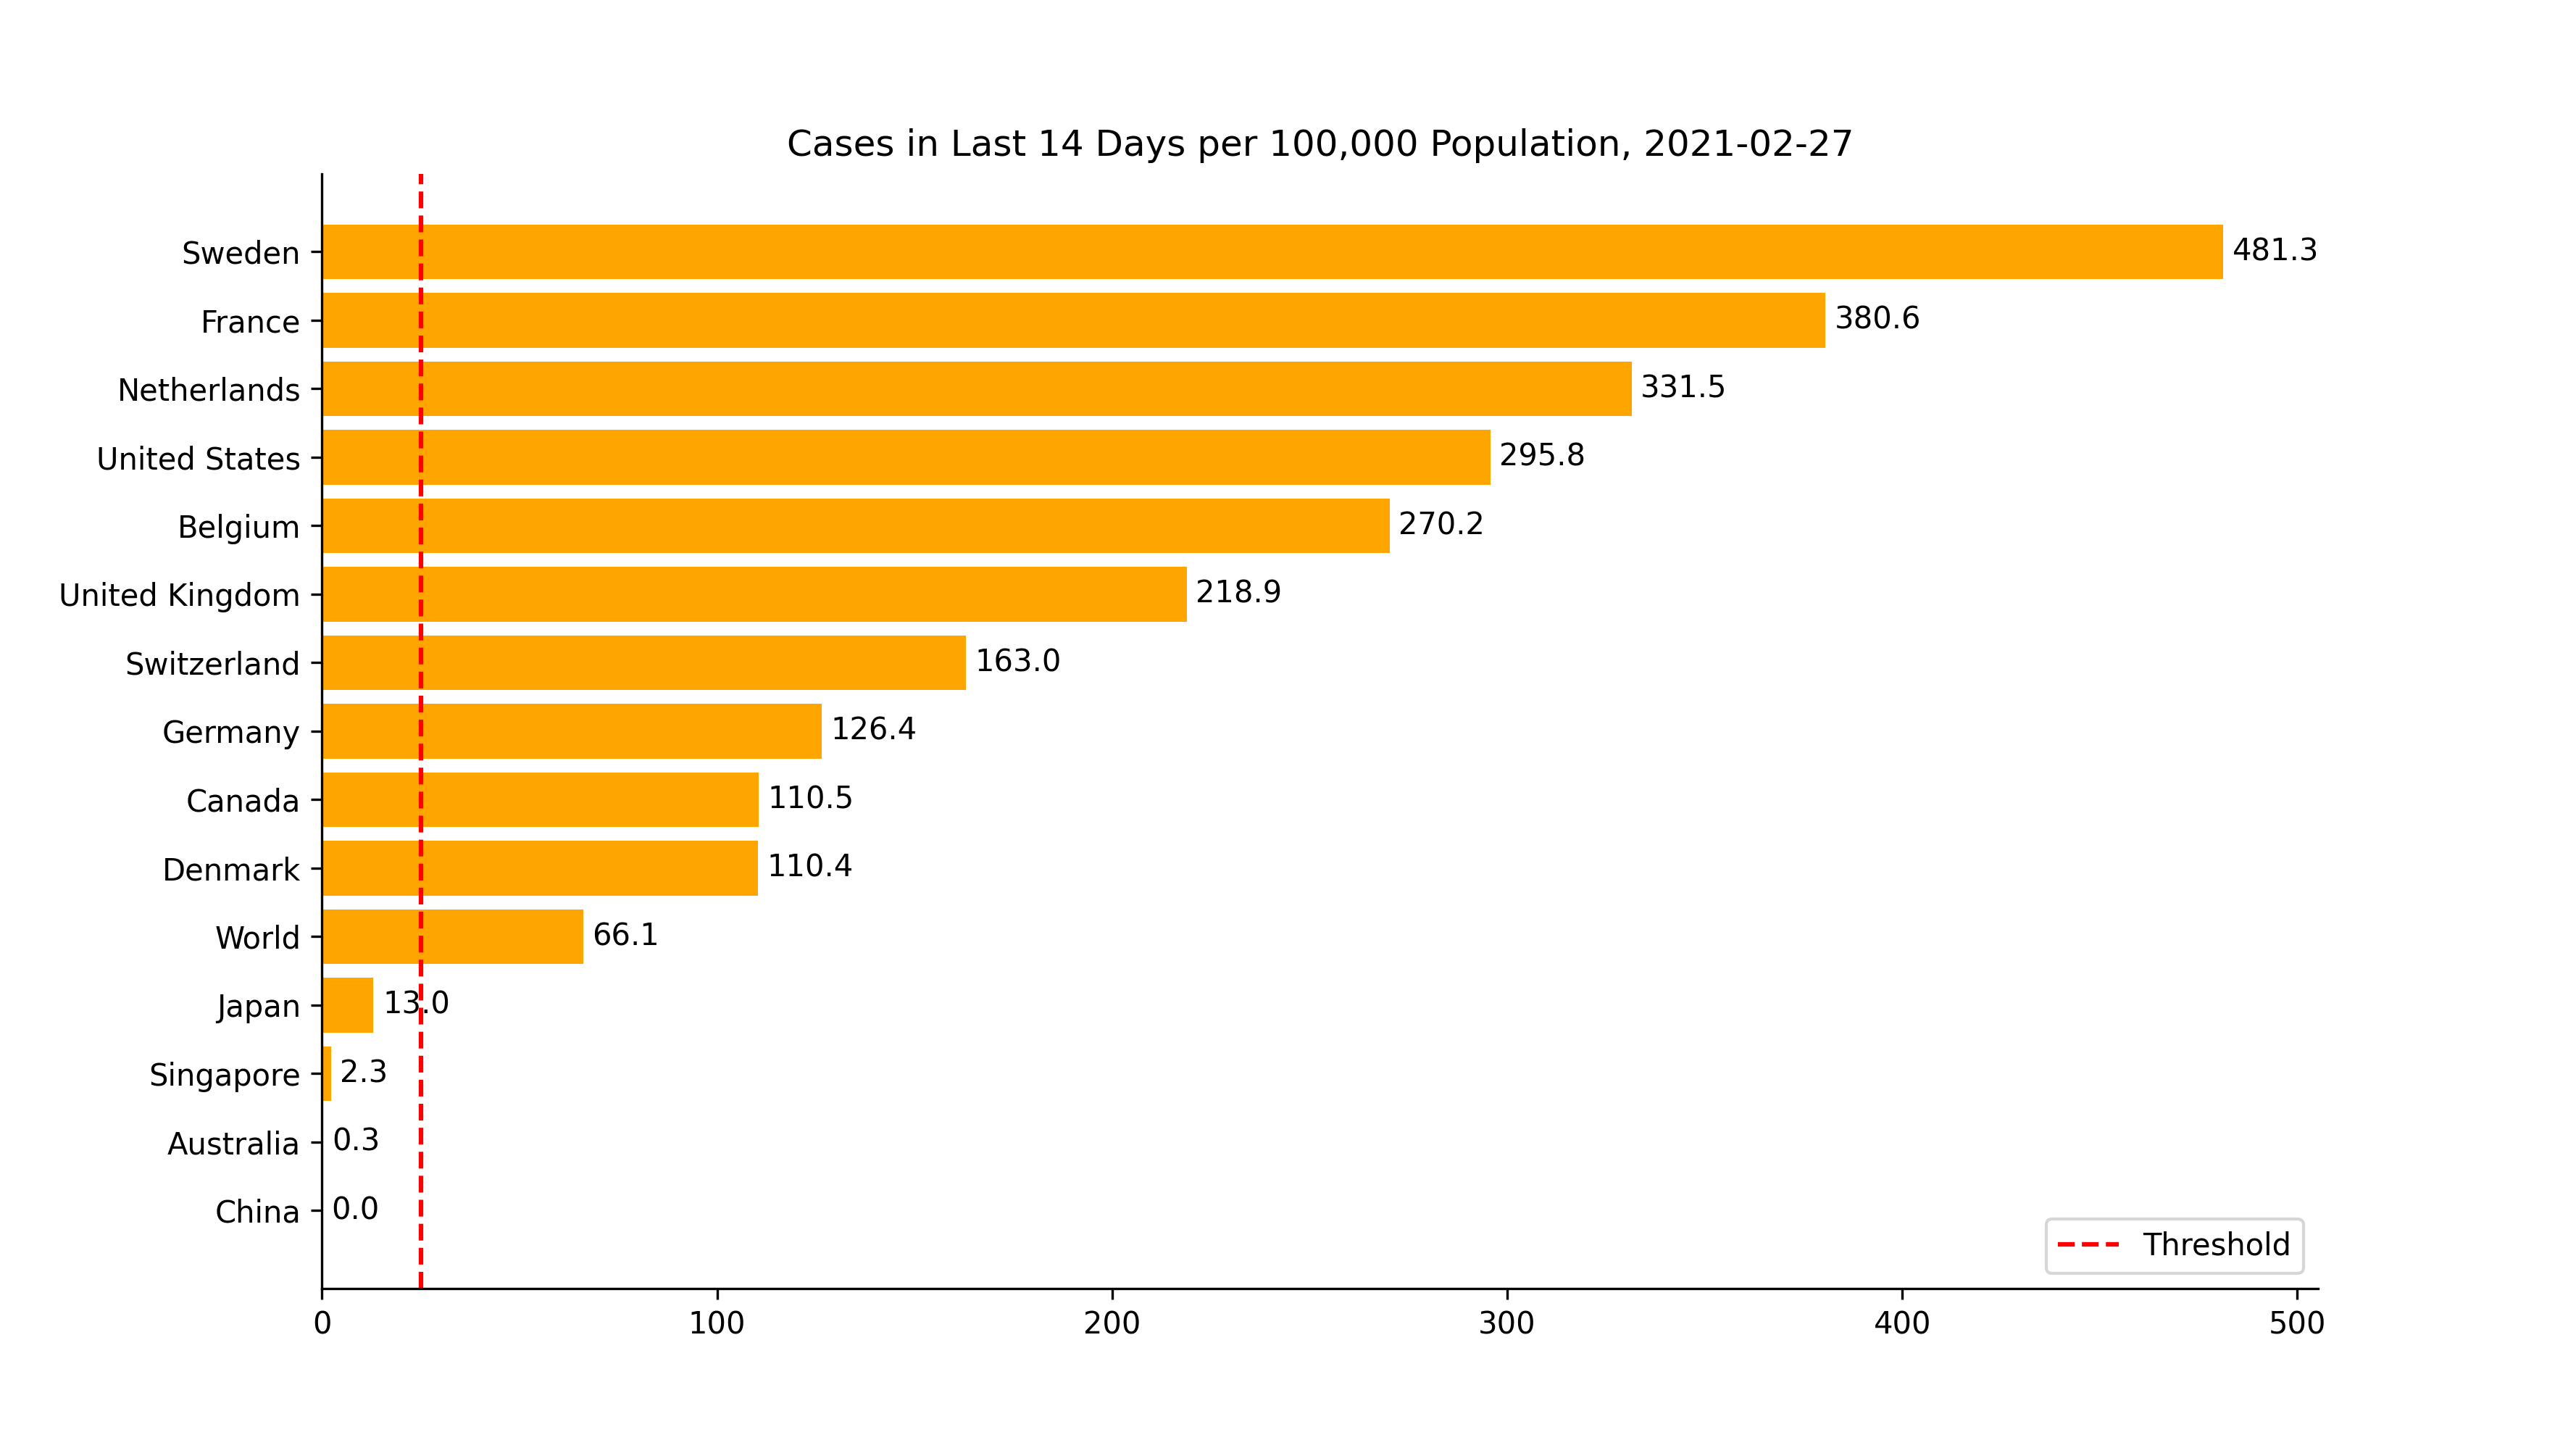 Cases in Last 14 Days per 100,000 Population, 2021-02-27
Sweden 481.3
France 380.6
Netherlands 331.5
United States 295.8
Belgium 270.2
United Kingdom 218.9
Switzerland 163.0
Germany 126.4
Canada 110.5
Denmark 110.4
World 66.1
Japan 13.0
Singapore 2.3
Australia 0.3
China 0.0
Threshold
0 100 200 300 400 500